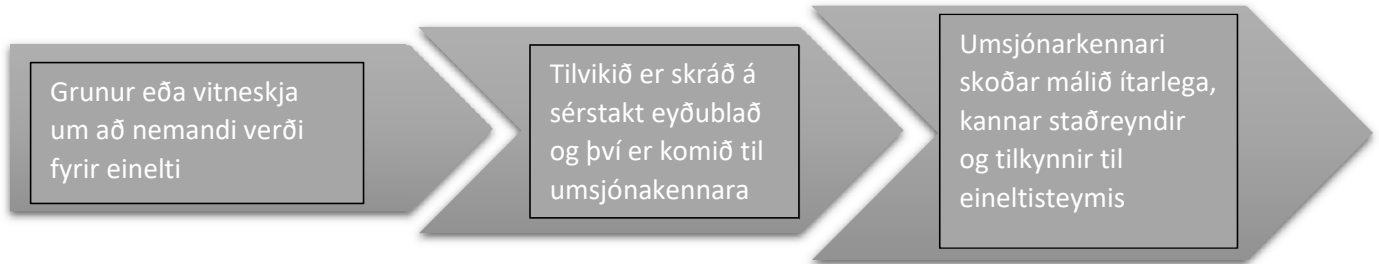 Grunur eða vitneskja
um að nemandi verði
fyrir einelti
Tilvikið er skráð á
sérstakt eyðublað
og því er komið til
umsjónakennara
Umsjónarkennari
skoðar málið ítarlega,
kannar staðreyndir
og tilkynnir til
eineltisteymis